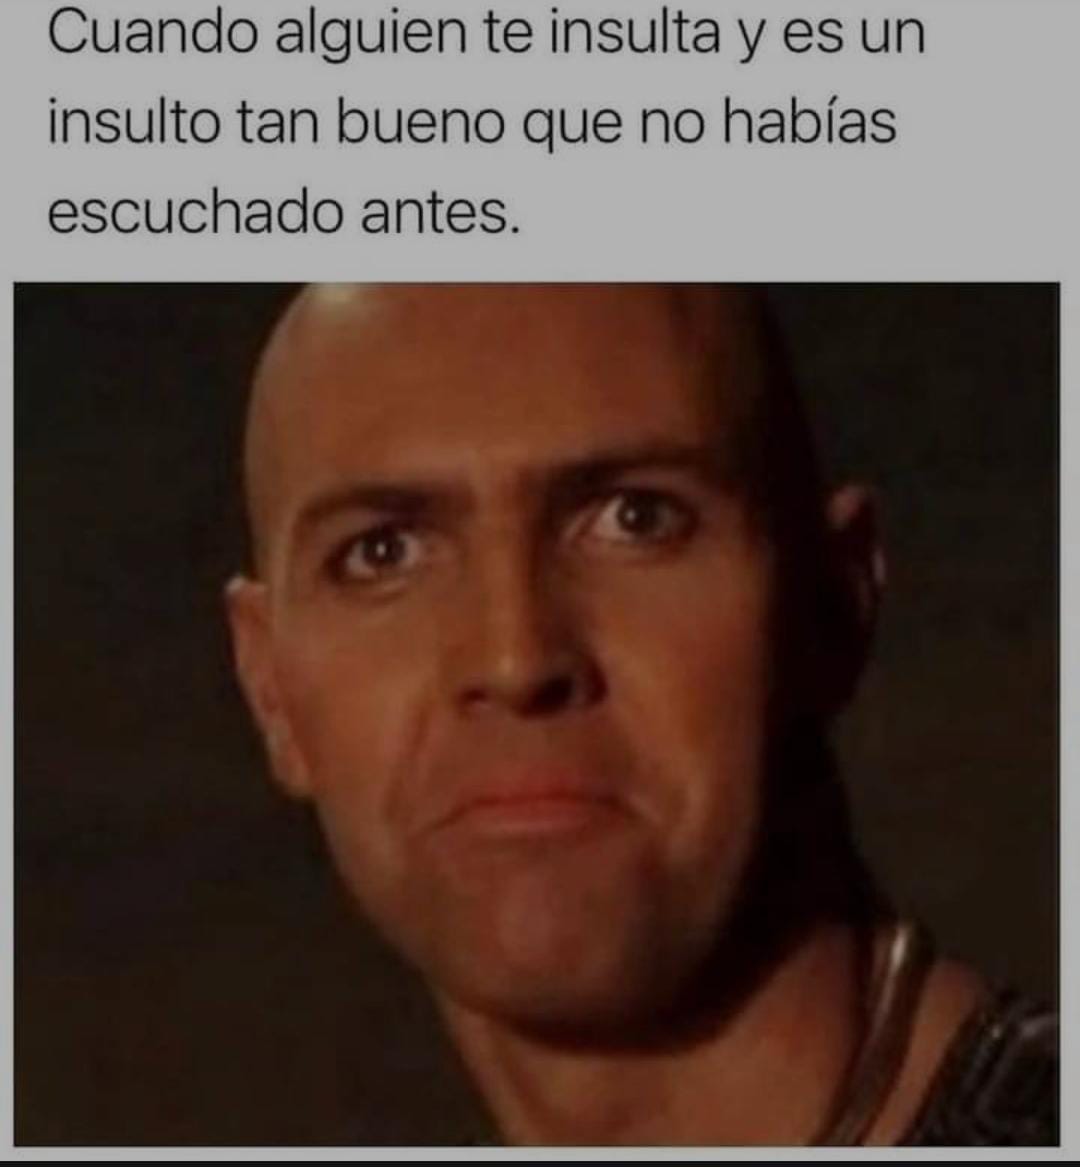 Cuando alguien te insulta y es un
insulto tan bueno que no habías
escuchado antes.